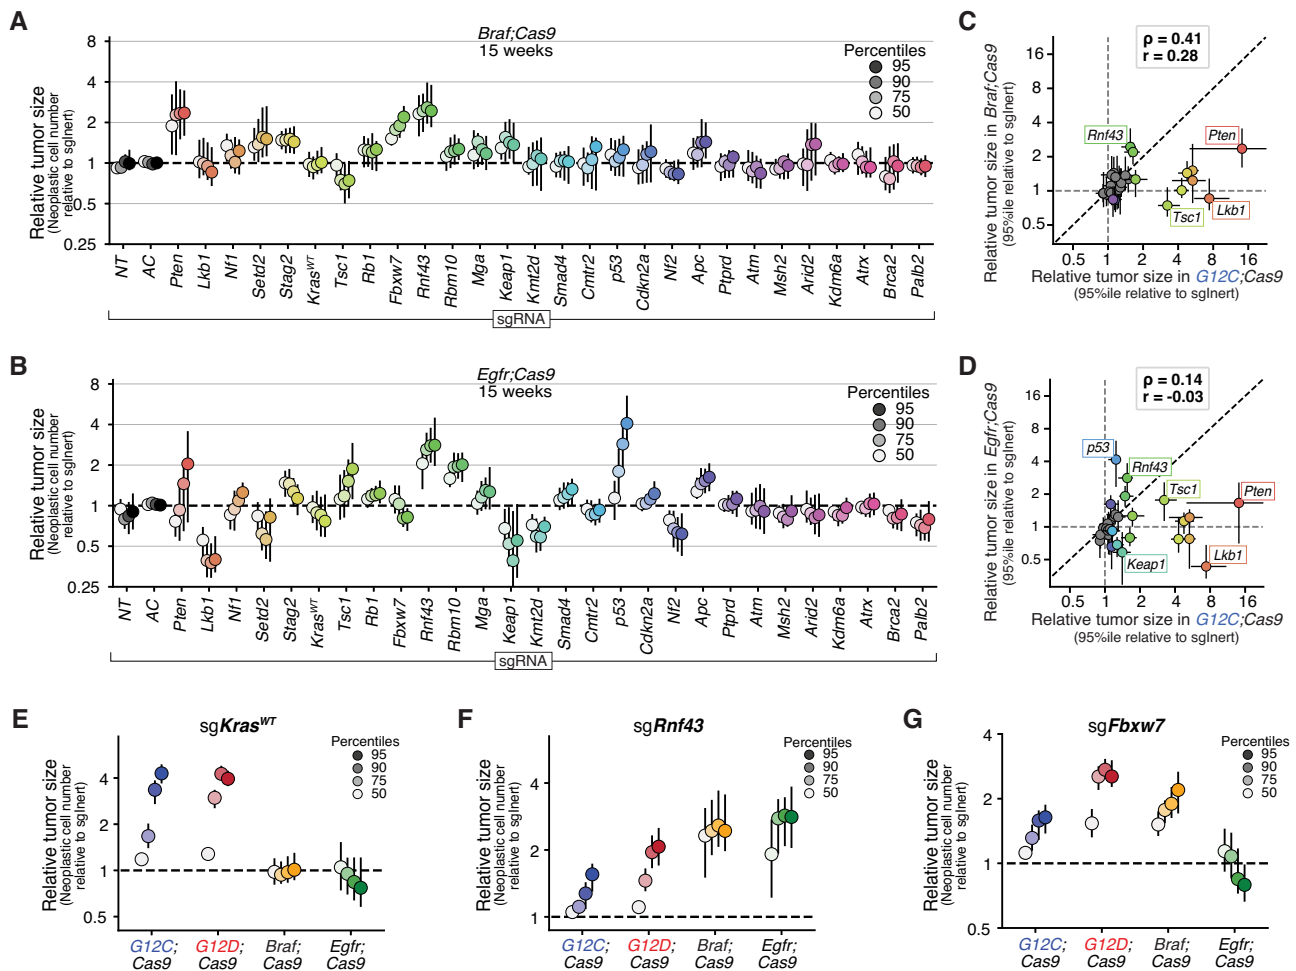 A
Braf;Cas9
15 weeks
Relative tumor size
(Neoplastic cell number
relative to sgInert)
8
4
2
1
0.5
0.25
Percentiles
95
90
75
50
NT
AC
Pten
Lkb1
Nf1
Setd2
Stag2
KrasWT
Tsc1
Rb1
Fbxw7
Rnf43
Rbm10
Mga
Keap1
Kmt2d
Smad4
Cmtr2
p53
Cdkn2a
Nf2
Apc
Ptprd
Atm
Msh2
Arid2
Kdm6a
Atrx
Brca2
Palb2
sgRNA
C
ρ = 0.41
r = 0.28
Relative tumor size in Braf;Cas9
(95%ile relative to sgInert)
16
8
4
2
1
0.5
Rnf43
Pten
Tsc1
Lkb1
0.5
1
2
4
8
16
Relative tumor size in G12C;Cas9
(95%ile relative to sgInert)
B
Egfr;Cas9
15 weeks
Relative tumor size
(Neoplastic cell number
relative to sgInert)
8
4
2
1
0.5
0.25
Percentiles
95
90
75
50
NT
AC
Pten
Lkb1
Nf1
Setd2
Stag2
KrasWT
Tsc1
Rb1
Fbxw7
Rnf43
Rbm10
Mga
Keap1
Kmt2d
Smad4
Cmtr2
p53
Cdkn2a
Nf2
Apc
Ptprd
Atm
Msh2
Arid2
Kdm6a
Atrx
Brca2
Palb2
sgRNA
D
ρ = 0.14
r = -0.03
Relative tumor size in Egfr;Cas9
(95%ile relative to sgInert)
16
8
4
2
1
0.5
p53
Rnf43
Tsc1
Pten
Keap1
Lkb1
0.5
1
2
4
8
16
Relative tumor size in G12C;Cas9
(95%ile relative to sgInert)
E
sgKrasWT
Relative tumor size
(Neoplastic cell number
relative to sgInert)
4
2
1
0.5
Percentiles
95
90
75
50
G12C;
Cas9
G12D;
Cas9
Braf;
Cas9
Egfr;
Cas9
F
sgRnf43
Relative tumor size
(Neoplastic cell number
relative to sgInert)
4
2
1
Percentiles
95
90
75
50
G12C;
Cas9
G12D;
Cas9
Braf;
Cas9
Egfr;
Cas9
G
sgFbxw7
Relative tumor size
(Neoplastic cell number
relative to sgInert)
4
2
1
0.5
Percentiles
95
90
75
50
G12C;
Cas9
G12D;
Cas9
Braf;
Cas9
Egfr;
Cas9